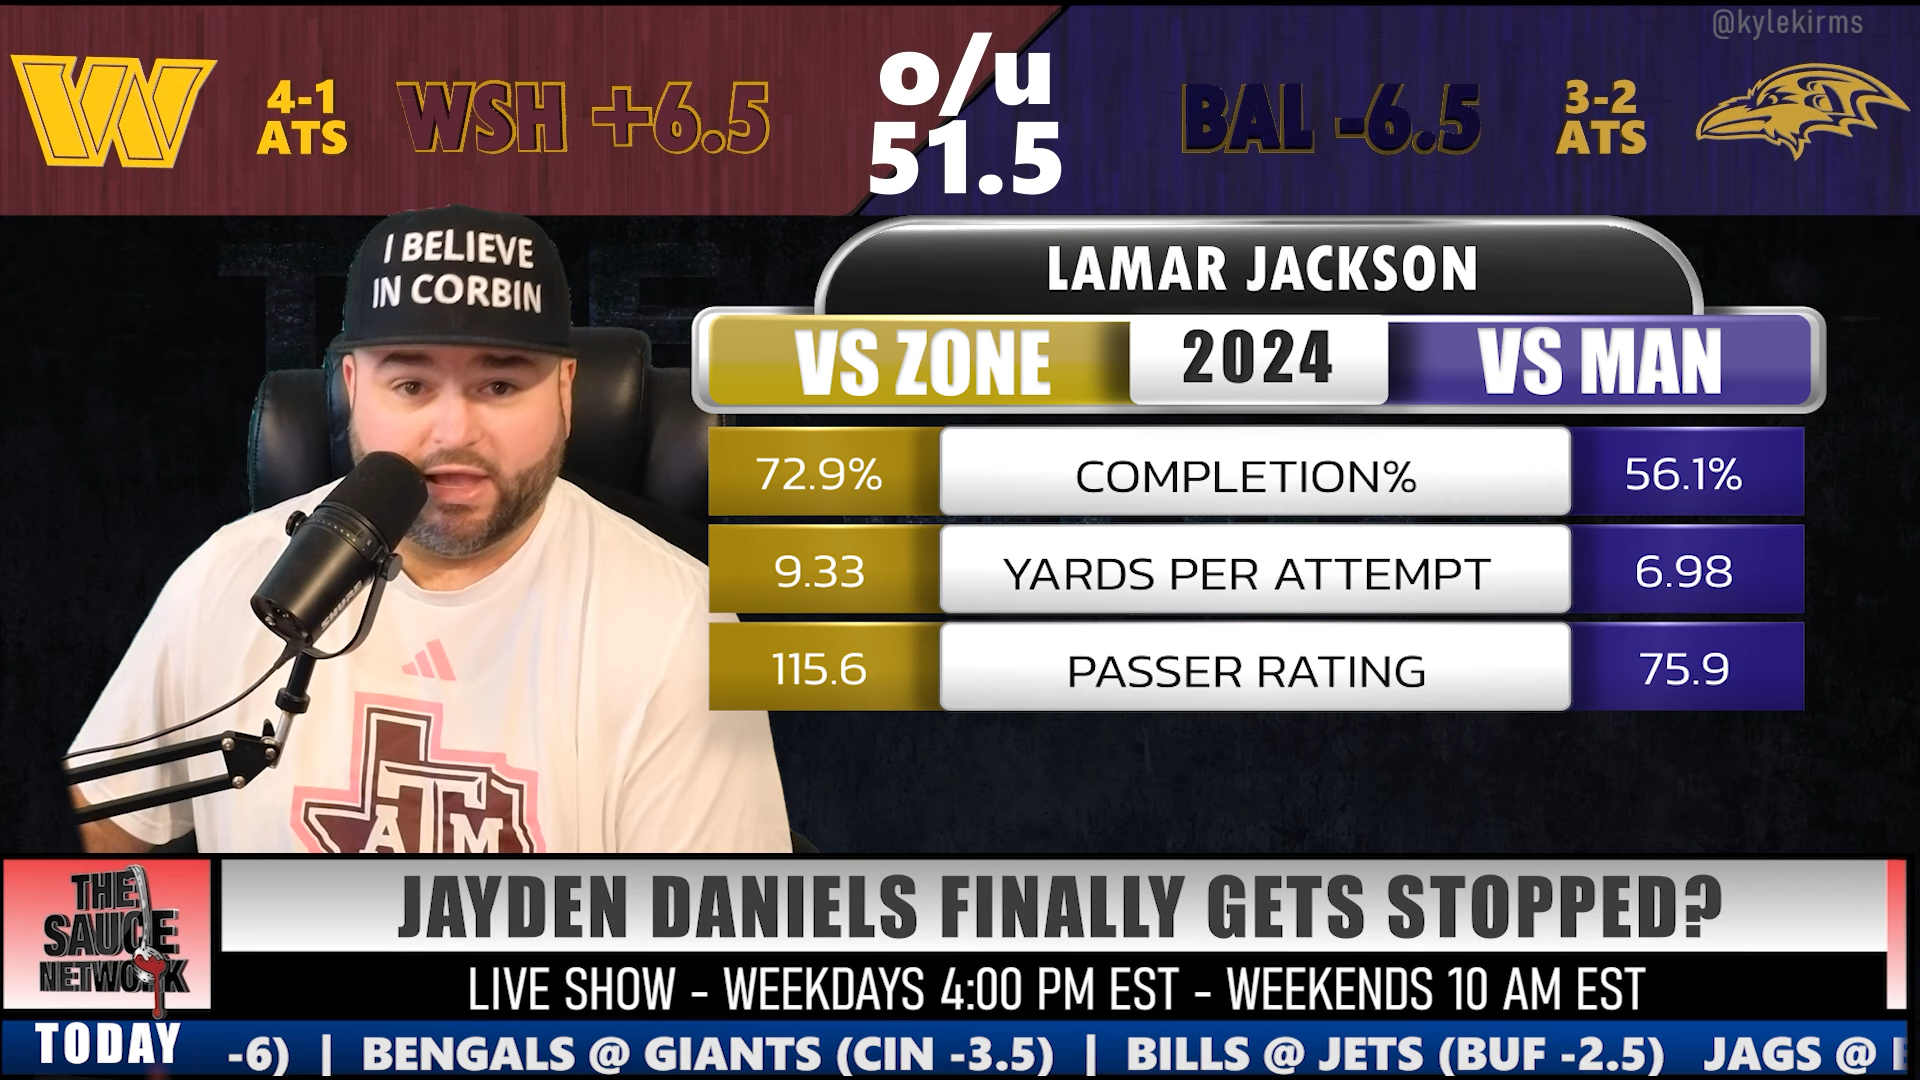 @kylekirms
4-1
ATS
WSH +6.5
o/u
51.5
BAL -6.5
3-2
ATS
I BELIEVE
IN CORBIN
LAMAR JACKSON
VS ZONE
2024
VS MAN
72.9%
COMPLETION%
56.1%
9.33
YARDS PER ATTEMPT
6.98
115.6
PASSER RATING
75.9
SHURE
ATM
THE
SAUCE
NETWORK
JAYDEN DANIELS FINALLY GETS STOPPED?
LIVE SHOW - WEEKDAYS 4:00 PM EST - WEEKENDS 10 AM EST
TODAY
-6) | BENGALS @ GIANTS (CIN -3.5) | BILLS @ JETS (BUF -2.5) JAGS @